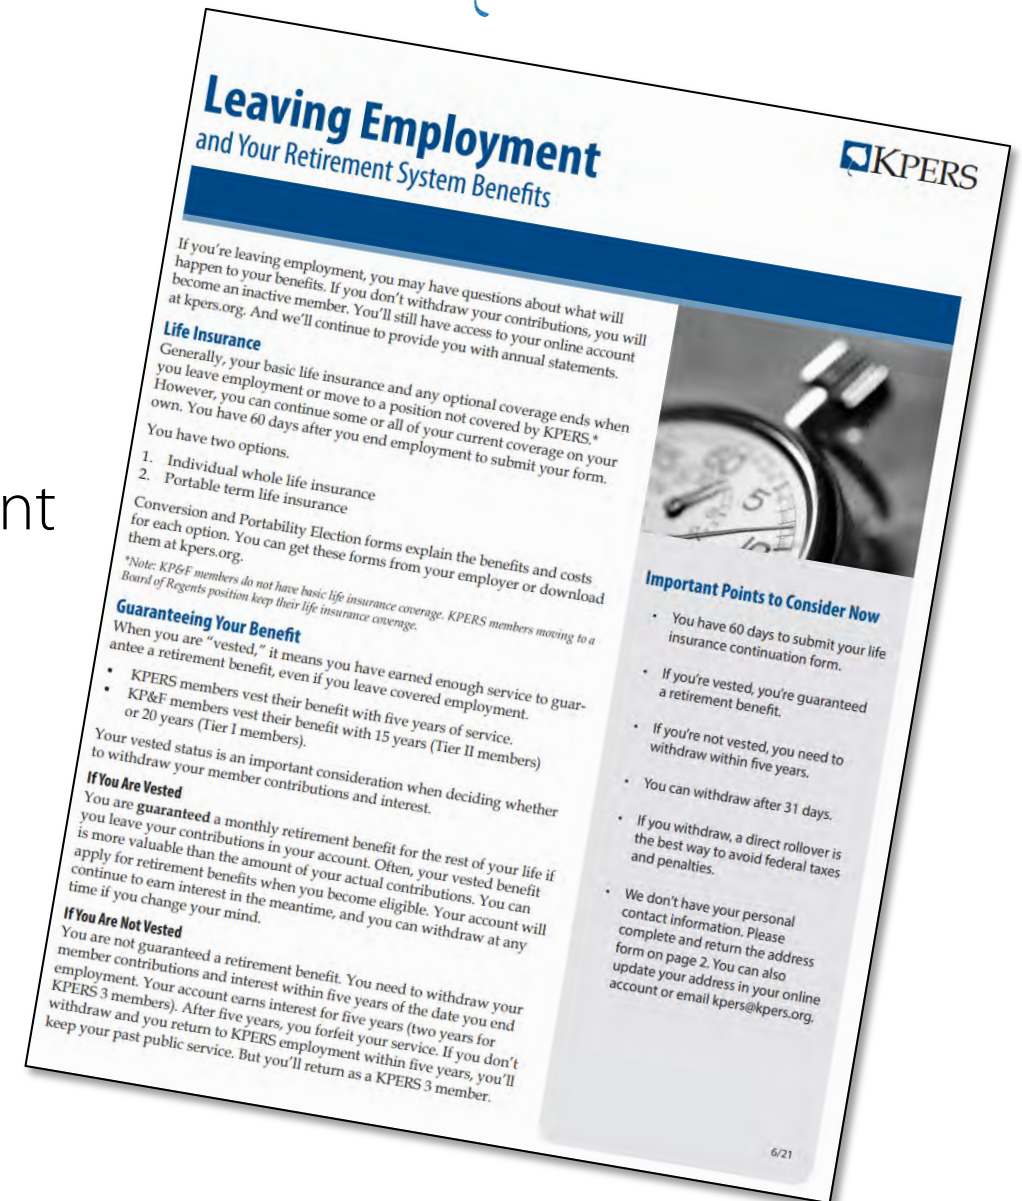 nt
Leaving Employment
and Your Retirement System Benefits
KPERS
If you're leaving employment, you may have questions about what will
happen to your benefits. If you don't withdraw your contributions, you will
become an inactive member. You'll still have access to your online account
at kpers.org. And we'll continue to provide you with annual statements.
Life Insurance
Generally, your basic life insurance and any optional coverage ends when
you leave employment or move to a position not covered by KPERS.*
However, you can continue some or all of your current coverage on your
own. You have 60 days after you end employment to submit your form.
You have two options.
1. Individual whole life insurance
2. Portable term life insurance
Conversion and Portability Election forms explain the benefits and costs
for each option. You can get these forms from your employer or download
them at kpers.org.
*Note: KP&F members do not have basic life insurance coverage. KPERS members moving to a
Board of Regents position keep their life insurance coverage.
Guaranteeing Your Benefit
When you are "vested," it means you have earned enough service to guar-
antee a retirement benefit, even if you leave covered employment.
• KPERS members vest their benefit with five years of service.
• KP&F members vest their benefit with 15 years (Tier II members)
or 20 years (Tier I members).
Your vested status is an important consideration when deciding whether
to withdraw your member contributions and interest.
If You Are Vested
You are guaranteed a monthly retirement benefit for the rest of your life if
you leave your contributions in your account. Often, your vested benefit
is more valuable than the amount of your actual contributions. You can
apply for retirement benefits when you become eligible. Your account will
continue to earn interest in the meantime, and you can withdraw at any
time if you change your mind.
If You Are Not Vested
You are not guaranteed a retirement benefit. You need to withdraw your
member contributions and interest within five years of the date you end
employment. Your account earns interest for five years (two years for
KPERS 3 members). After five years, you forfeit your service. If you don't
withdraw and you return to KPERS employment within five years, you'll
keep your past public service. But you'll return as a KPERS 3 member.
60
5
10
Important Points to Consider Now
• You have 60 days to submit your life
insurance continuation form.
• If you're vested, you're guaranteed
a retirement benefit.
• If you're not vested, you need to
withdraw within five years.
• You can withdraw after 31 days.
• If you withdraw, a direct rollover is
the best way to avoid federal taxes
and penalties.
• We don't have your personal
contact information. Please
complete and return the address
form on page 2. You can also
update your address in your online
account or email kpers@kpers.org.
6/21